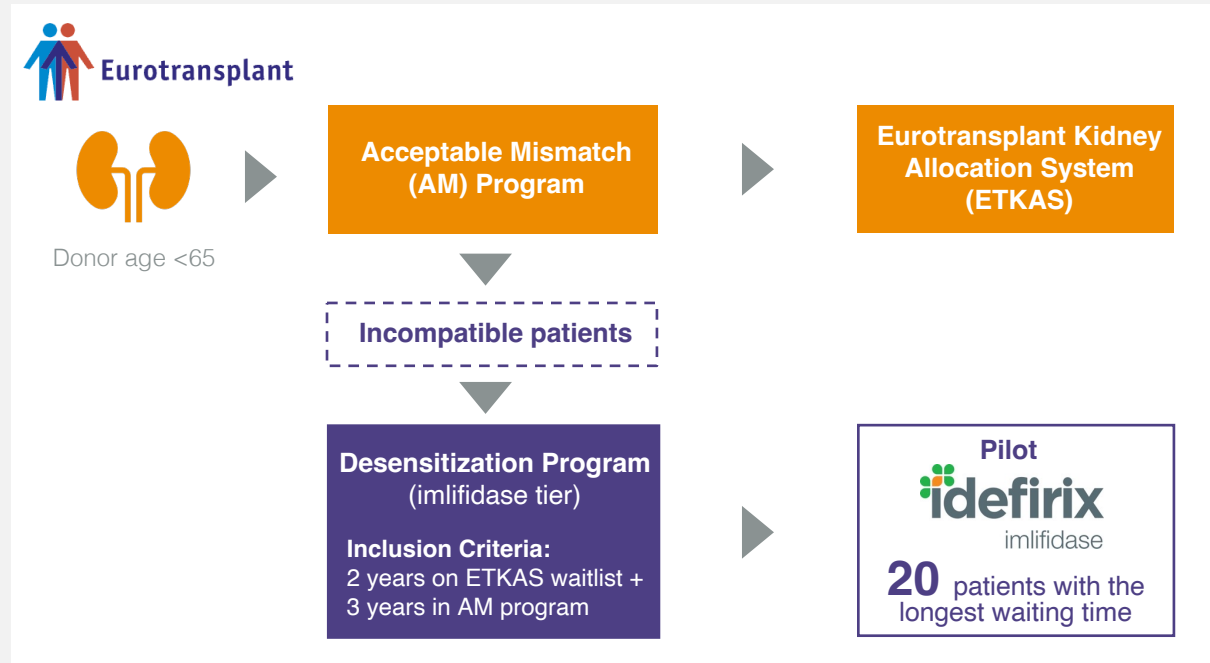 Eurotransplant
Donor age <65
Acceptable Mismatch
(AM) Program
Eurotransplant Kidney
Allocation System
(ETKAS)
Incompatible patients
Desensitization Program
(imlifidase tier)
Inclusion Criteria:
2 years on ETKAS waitlist +
3 years in AM program
Pilot
idefirix
imlifidase
20 patients with the
longest waiting time